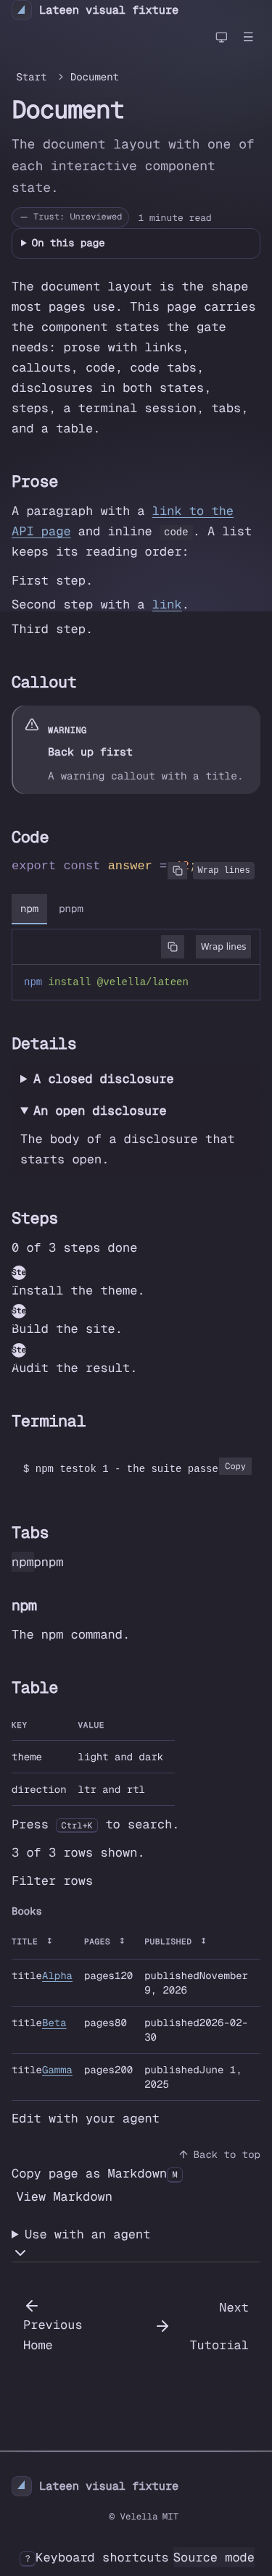 Lateen visual fixture
Start > Document
Document
The document layout with one of
each interactive component
state.
— Trust: Unreviewed 1 minute read
▶ On this page
The document layout is the shape
most pages use. This page carries
the component states the gate
needs: prose with links,
callouts, code, code tabs,
disclosures in both states,
steps, a terminal session, tabs,
and a table.
Prose
A paragraph with a link to the
API page and inline code. A list
keeps its reading order:
First step.
Second step with a link.
Third step.
Callout
WARNING
Back up first
A warning callout with a title.
Code
export const answer = Wrap lines
npm pnpm
Wrap lines
npm install @velella/lateen
Details
▶ A closed disclosure
▼ An open disclosure
The body of a disclosure that
starts open.
Steps
0 of 3 steps done
Ste
Install the theme.
Ste
Build the site.
Ste
Audit the result.
Terminal
$ npm testok 1 - the suite passe Copy
Tabs
npmpnpm
npm
The npm command.
Table
KEY VALUE
theme light and dark
direction ltr and rtl
Press Ctrl+K to search.
3 of 3 rows shown.
Filter rows
Books
TITLE ↕ PAGES ↕ PUBLISHED ↕
titleAlpha pages120 publishedNovember
9, 2026
titleBeta pages80 published2026-02-
30
titleGamma pages200 publishedJune 1,
2025
Edit with your agent
↑ Back to top
Copy page as Markdown M
View Markdown
▶ Use with an agent
← Previous
Home
→ Next
Tutorial
Lateen visual fixture
© Velella MIT
? Keyboard shortcuts Source mode